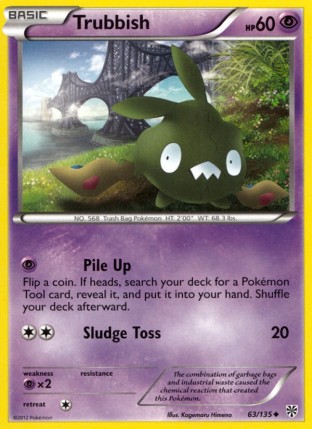 BASIC
Trubbish
HP60
NO. 568 Trash Bag Pokémon. HT: 2'00" WT: 68.3 lbs.
Pile Up
Flip a coin. If heads, search your deck for a Pokémon
Tool card, reveal it, and put it into your hand. Shuffle
your deck afterward.
Sludge Toss 20
weakness resistance
×2
The combination of garbage bags
and industrial waste caused the
chemical reaction that created
this Pokémon.
retreat
©2012 Pokémon
Illus. Kagemaru Himeno
63/135